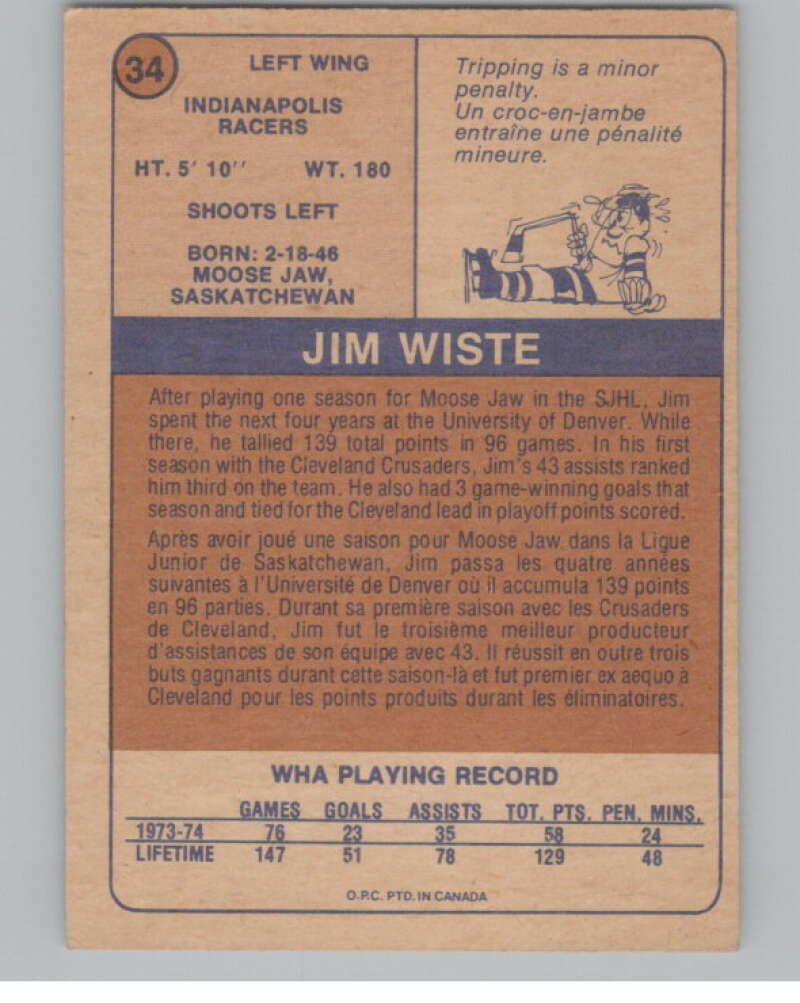 34
LEFT WING
INDIANAPOLIS
RACERS
HT. 5' 10'' WT. 180
SHOOTS LEFT
BORN: 2-18-46
MOOSE JAW,
SASKATCHEWAN
Tripping is a minor
penalty.
Un croc-en-jambe
entraîne une pénalité
mineure.
JIM WISTE
After playing one season for Moose Jaw in the SJHL, Jim
spent the next four years at the University of Denver. While
there, he tallied 139 total points in 96 games. In his first
season with the Cleveland Crusaders, Jim's 43 assists ranked
him third on the team. He also had 3 game-winning goals that
season and tied for the Cleveland lead in playoff points scored.
Après avoir joué une saison pour Moose Jaw dans la Ligue
Junior de Saskatchewan, Jim passa les quatre années
suivantes à l'Université de Denver où il accumula 139 points
en 96 parties. Durant sa première saison avec les Crusaders
de Cleveland, Jim fut le troisième meilleur producteur
d'assistances de son équipe avec 43. Il réussit en outre trois
buts gagnants durant cette saison-là et fut premier ex aequo à
Cleveland pour les points produits durant les éliminatoires.
WHA PLAYING RECORD
GAMES GOALS ASSISTS TOT. PTS. PEN. MINS.
1973-74 76 23 35 58 24
LIFETIME 147 51 78 129 48
O.P.C. PTD. IN CANADA